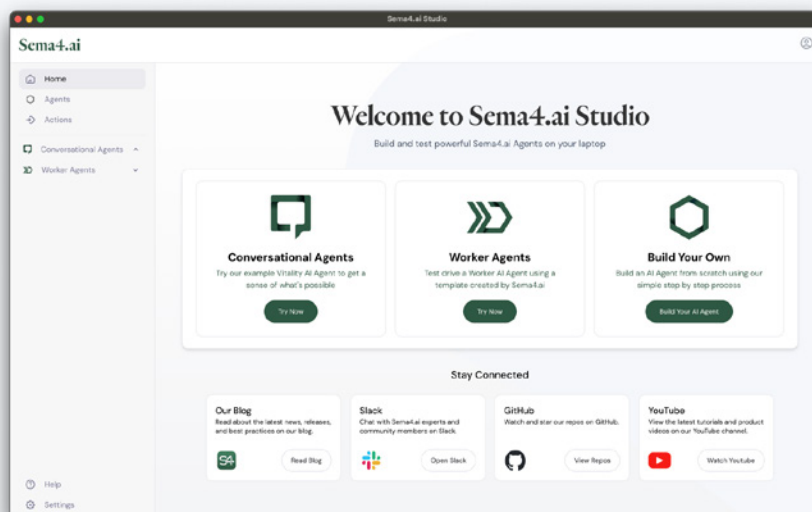 Sema4.ai Studio
Sema4.ai
Home
Agents
Actions
Conversational Agents
Worker Agents
Welcome to Sema4.ai Studio
Build and test powerful Sema4.ai Agents on your laptop
Conversational Agents
Try our example Vitality AI Agent to get a
sense of what's possible
Try Now
Worker Agents
Test drive a Worker AI Agent using a
template created by Sema4.ai
Try Now
Build Your Own
Build an AI Agent from scratch using our
simple step by step process
Build Your AI Agent
Stay Connected
Our Blog
Read about the latest news, releases,
and best practices on our blog.
S4
Read Blog
Slack
Chat with Sema4.ai experts and
community members on Slack.
Open Slack
GitHub
Watch and star our repos on GitHub.
View Repos
YouTube
View the latest tutorials and product
videos on our YouTube channel.
Watch Youtube
Help
Settings